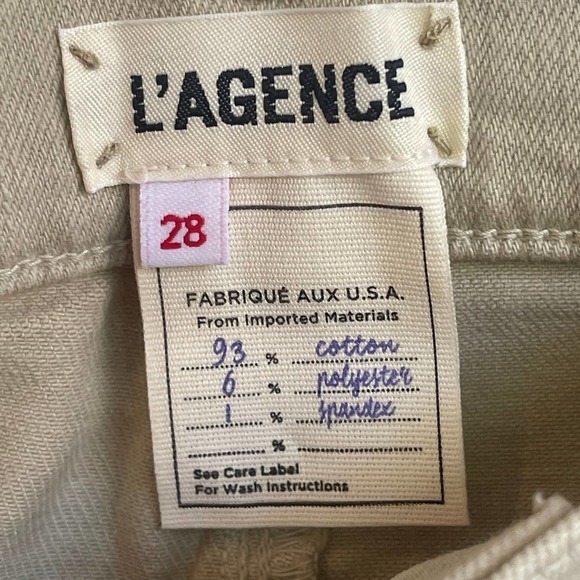 L'AGENCE
28
FABRIQUÉ AUX U.S.A.
From Imported Materials
93 % cotton
6 % polyester
1 % spandex
%
See Care Label
For Wash Instructions